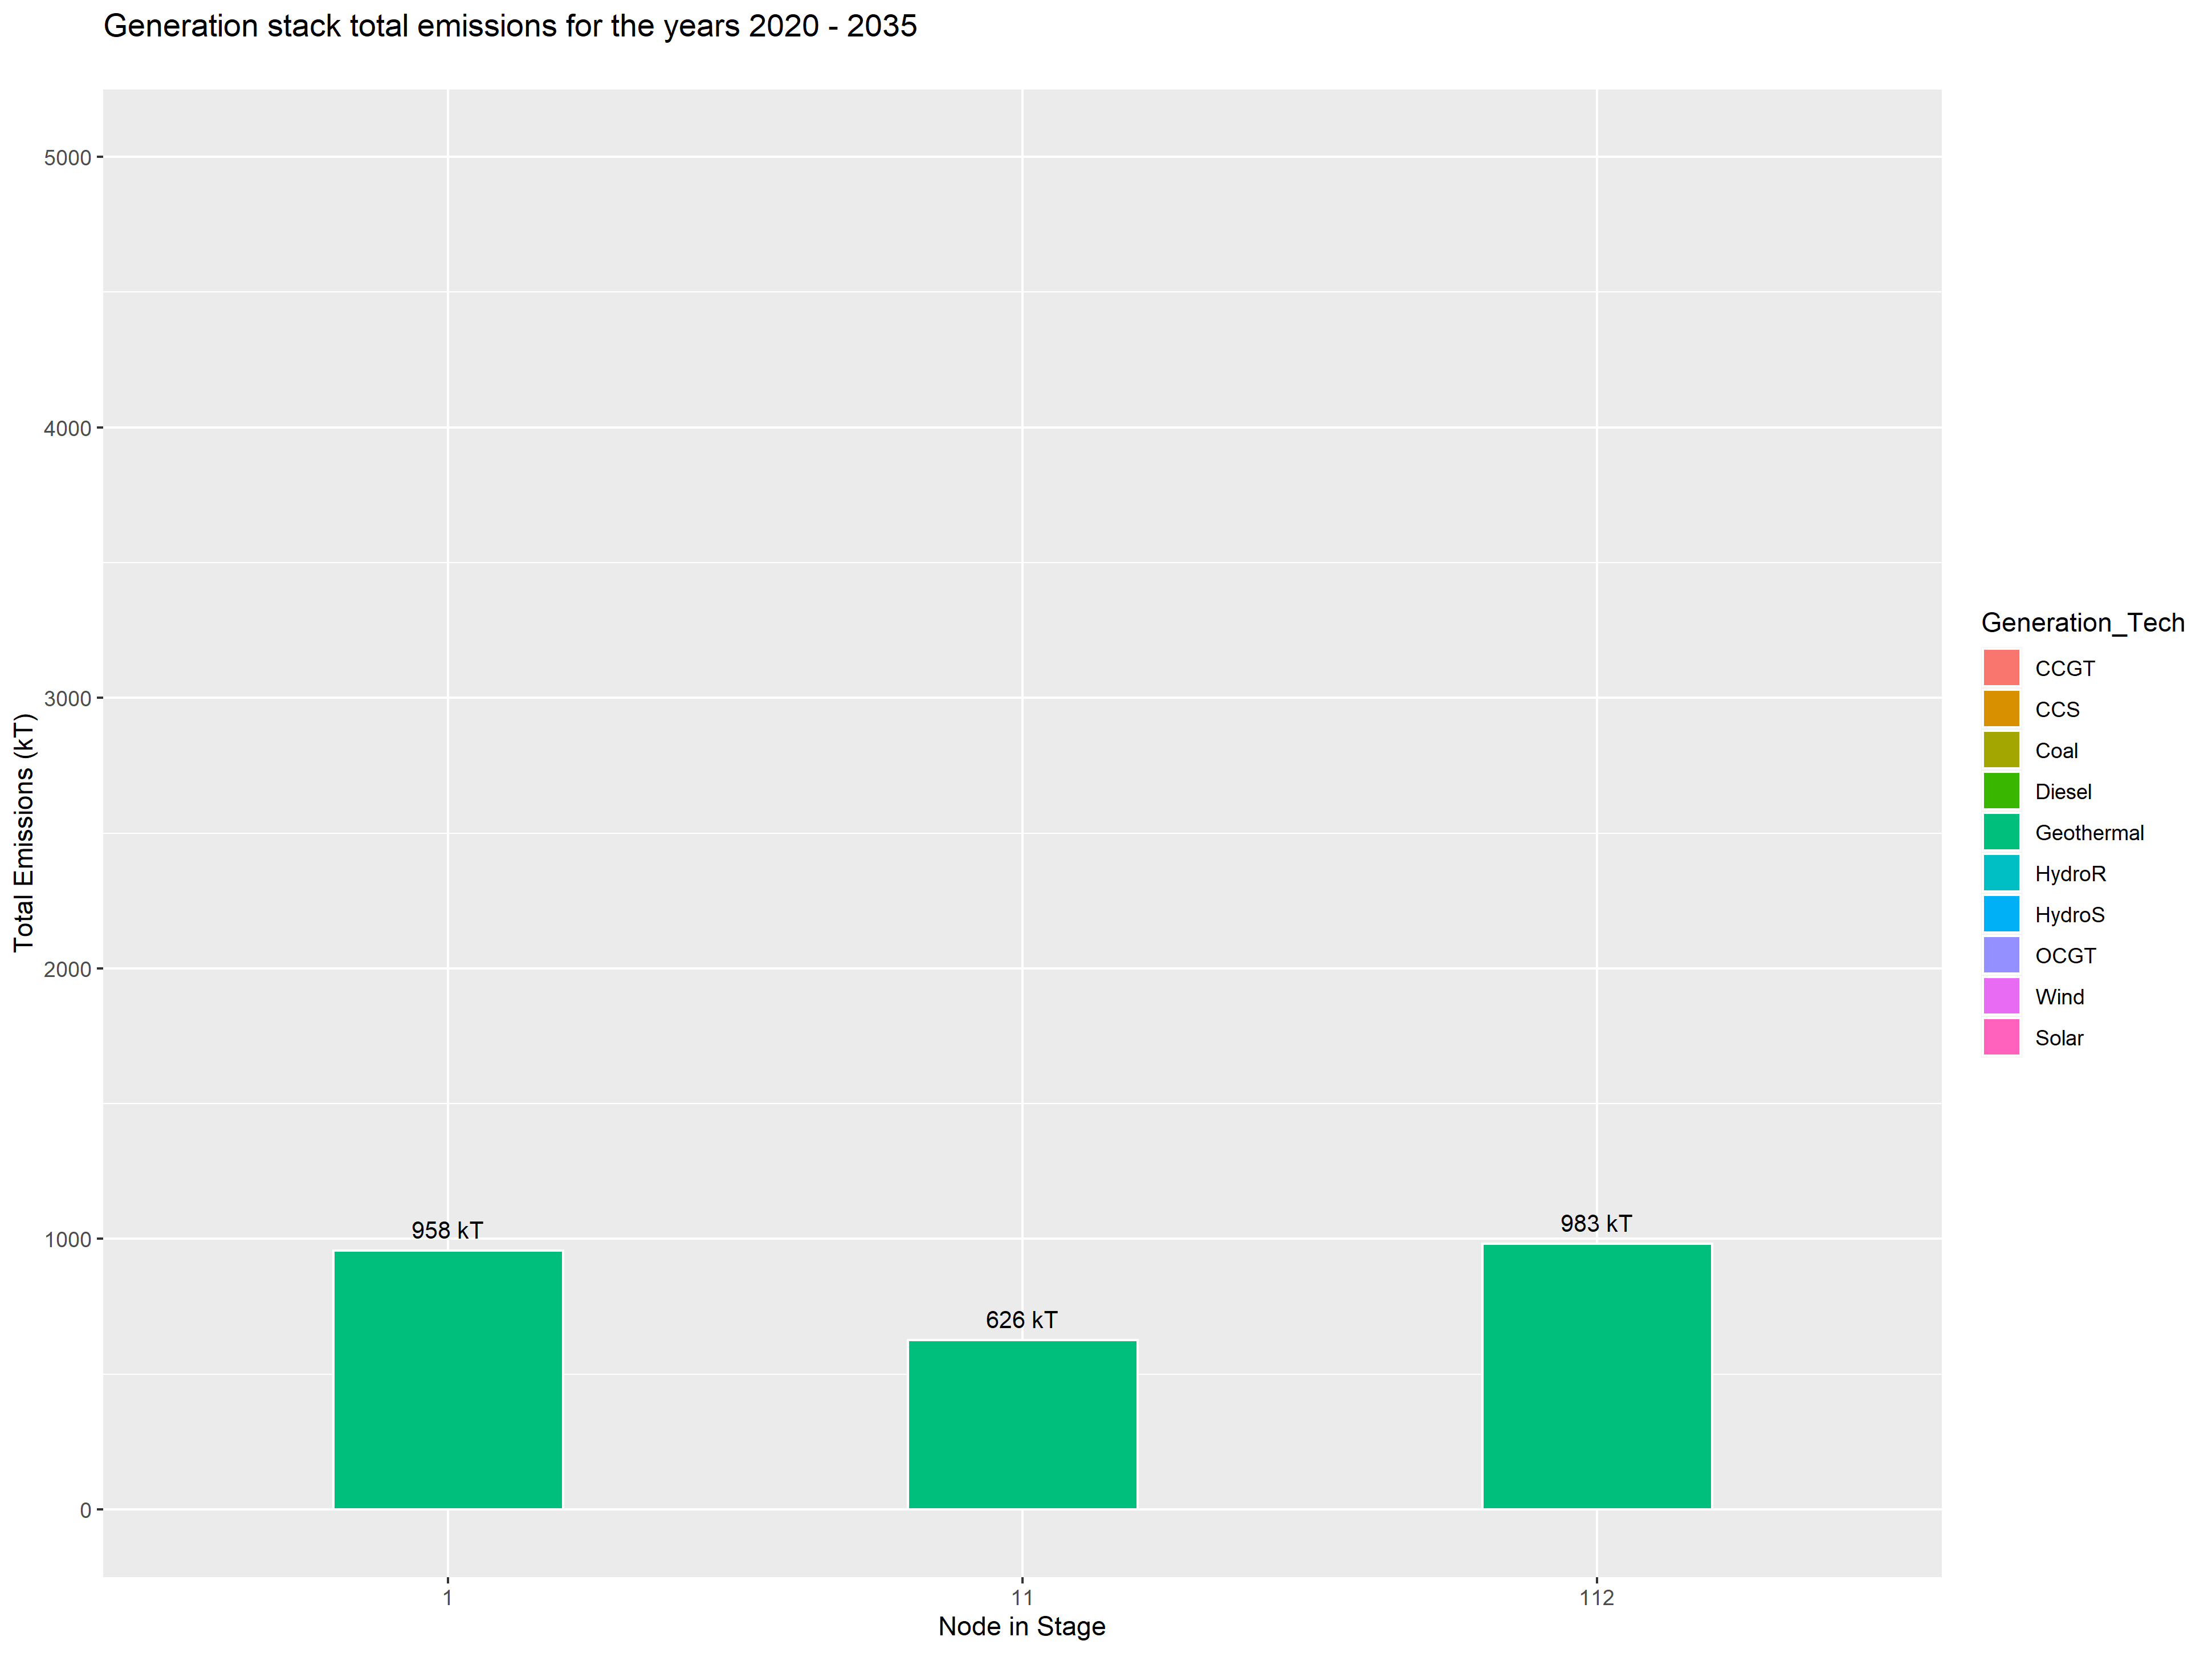 Generation stack total emissions for the years 2020 - 2035
Total Emissions (kT)
5000
4000
3000
2000
1000
0
958 kT
626 kT
983 kT
1
11
112
Node in Stage
Generation_Tech
CCGT
CCS
Coal
Diesel
Geothermal
HydroR
HydroS
OCGT
Wind
Solar